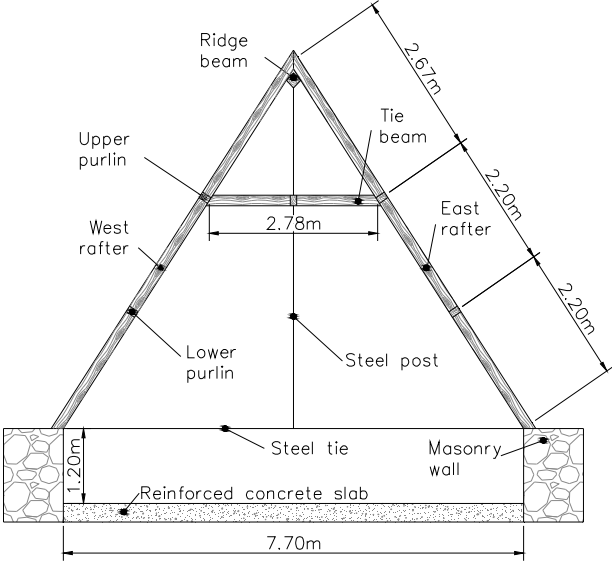 Ridge
beam
2.67m
Tie
beam
Upper
purlin
2.20m
2.78m
East
rafter
West
rafter
2.20m
Lower
purlin
Steel post
Steel tie
Masonry
wall
1.20m
Reinforced concrete slab
7.70m